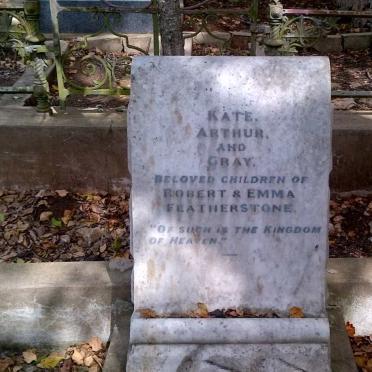 KATE,
ARTHUR,
AND
GRAY,
BELOVED CHILDREN OF
ROBERT & EMMA
FEATHERSTONE.
"OF SUCH IS THE KINGDOM
OF HEAVEN."